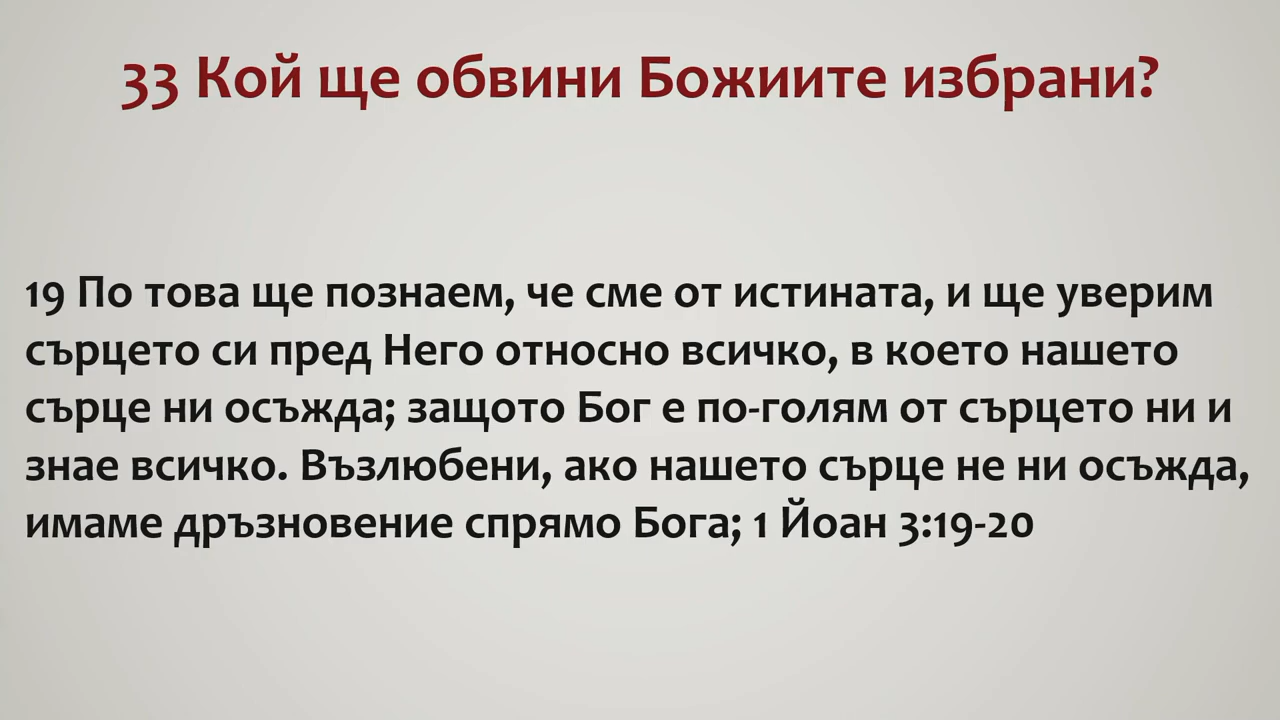 33 Кой ще обвини Божиите избрани?
19 По това ще познаем, че сме от истината, и ще уверим
сърцето си пред Него относно всичко, в което нашето
сърце ни осъжда; защото Бог е по-голям от сърцето ни и
знае всичко. Възлюбени, ако нашето сърце не ни осъжда,
имаме дръзновение спрямо Бога; 1 Йоан 3:19-20